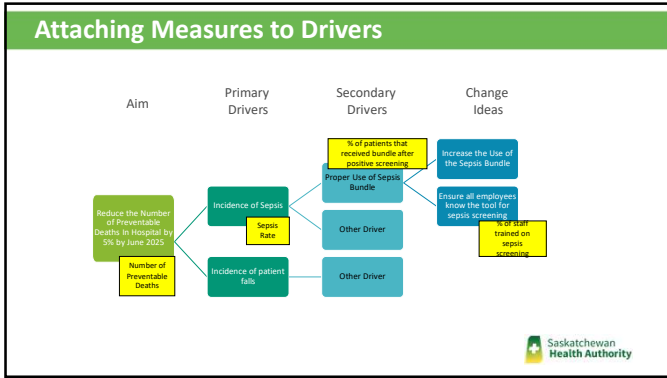 Attaching Measures to Drivers
Aim
Primary
Drivers
Secondary
Drivers
Change
Ideas
Reduce the Number
of Preventable
Deaths In Hospital by
5% by June 2025
Number of
Preventable
Deaths
Incidence of Sepsis
Sepsis
Rate
Incidence of patient
falls
% of patients that
received bundle after
positive screening
Proper Use of Sepsis
Bundle
Other Driver
Other Driver
Increase the Use of
the Sepsis Bundle
Ensure all employees
know the tool for
sepsis screening
% of staff
trained on
sepsis
screening
Saskatchewan
Health Authority